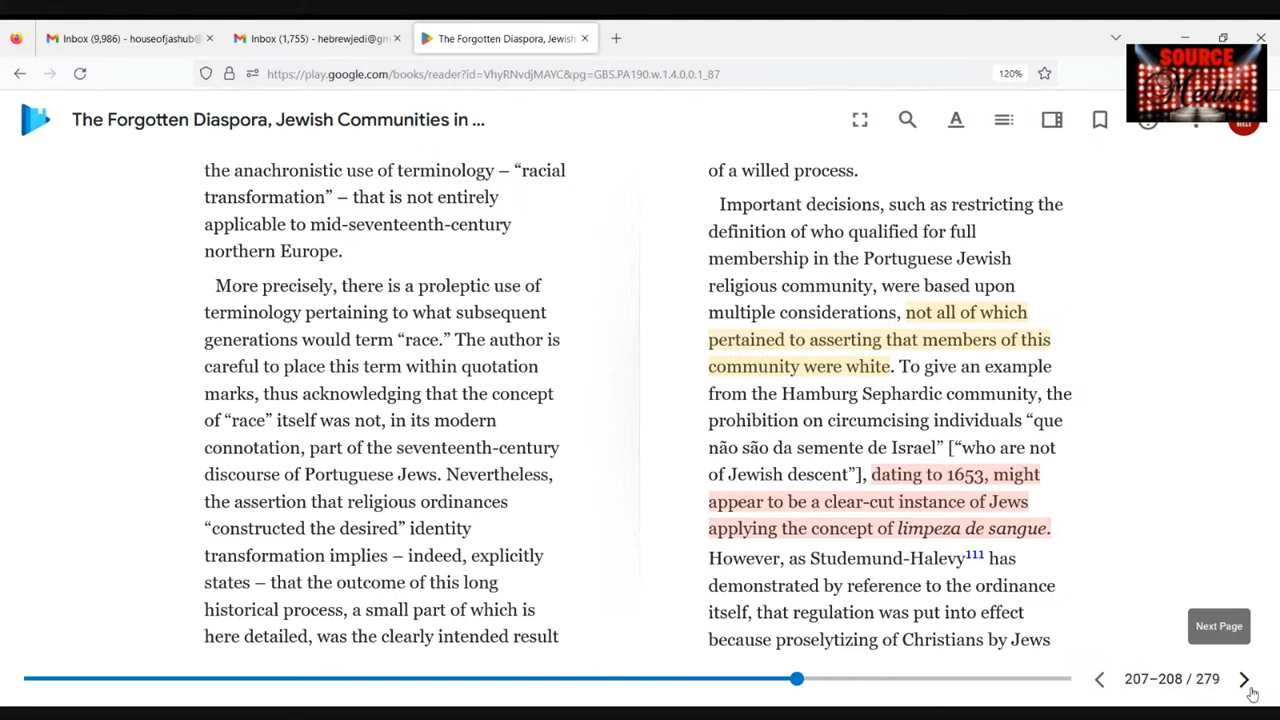 Inbox (9,986) - houseofjashub@
Inbox (1,755) - hebrewjedi@gm
The Forgotten Diaspora, Jewish
https://play.google.com/books/reader?id=VhyRNvdjMAYC&pg=GBS.PA190.w.1.4.0.0.1_87
120%
SOURCE
Media
The Forgotten Diaspora, Jewish Communities in ...
the anachronistic use of terminology – “racial
transformation” – that is not entirely
applicable to mid-seventeenth-century
northern Europe.
More precisely, there is a proleptic use of
terminology pertaining to what subsequent
generations would term “race.” The author is
careful to place this term within quotation
marks, thus acknowledging that the concept
of “race” itself was not, in its modern
connotation, part of the seventeenth-century
discourse of Portuguese Jews. Nevertheless,
the assertion that religious ordinances
“constructed the desired” identity
transformation implies – indeed, explicitly
states – that the outcome of this long
historical process, a small part of which is
here detailed, was the clearly intended result
of a willed process.
Important decisions, such as restricting the
definition of who qualified for full
membership in the Portuguese Jewish
religious community, were based upon
multiple considerations, not all of which
pertained to asserting that members of this
community were white. To give an example
from the Hamburg Sephardic community, the
prohibition on circumcising individuals “que
não são da semente de Israel” [“who are not
of Jewish descent”], dating to 1653, might
appear to be a clear-cut instance of Jews
applying the concept of limpeza de sangue.
However, as Studemund-Halevy111 has
demonstrated by reference to the ordinance
itself, that regulation was put into effect
because proselytizing of Christians by Jews
Next Page
207–208 / 279